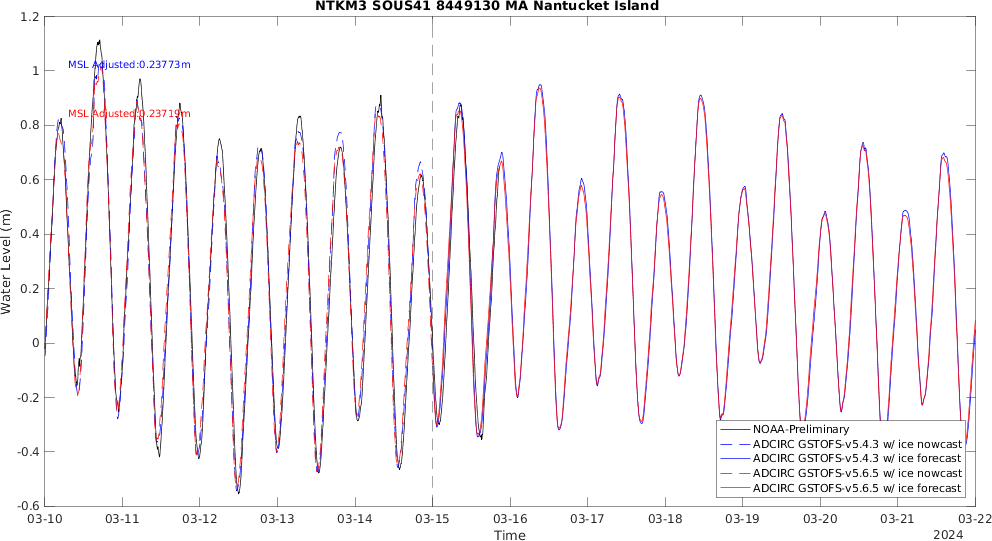 NTKM3 SOUS41 8449130 MA Nantucket Island
1.2
1
0.8
0.6
0.4
0.2
0
-0.2
-0.4
-0.6
Water Level (m)
MSL Adjusted:0.23773m
MSL Adjusted:0.23719m
NOAA-Preliminary
ADCIRC GSTOFS-v5.4.3 w/ ice nowcast
ADCIRC GSTOFS-v5.4.3 w/ ice forecast
ADCIRC GSTOFS-v5.6.5 w/ ice nowcast
ADCIRC GSTOFS-v5.6.5 w/ ice forecast
03-10 03-11 03-12 03-13 03-14 03-15 03-16 03-17 03-18 03-19 03-20 03-21 03-22
Time
2024